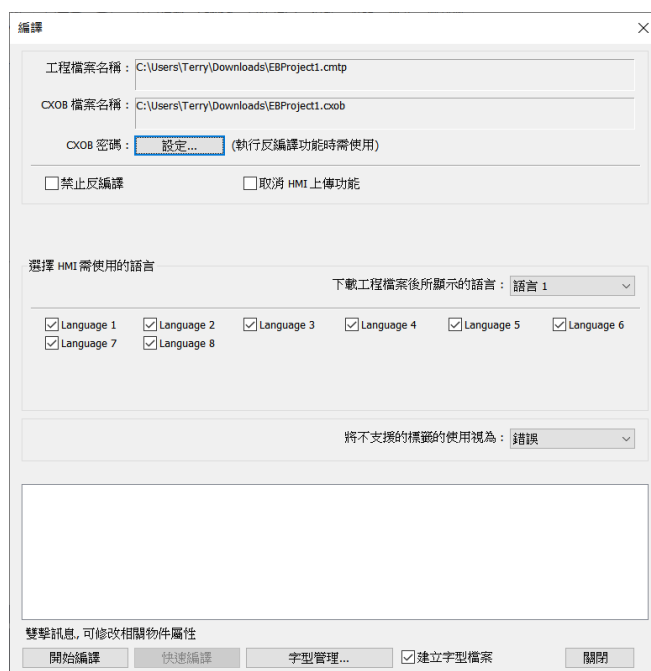 編譯
工程檔案名稱 : C:\Users\Terry\Downloads\EBProject1.cmtp
CXOB 檔案名稱 : C:\Users\Terry\Downloads\EBProject1.cxob
CXOB 密碼 : 設定... (執行反編譯功能時需使用)
禁止反編譯 取消 HMI 上傳功能
選擇 HMI 需使用的語言
下載工程檔案後所顯示的語言 : 語言 1
Language 1 Language 2 Language 3 Language 4 Language 5 Language 6
Language 7 Language 8
將不支援的標籤的使用視為 : 錯誤
雙擊訊息, 可修改相關物件屬性
開始編譯 快速編譯 字型管理... 建立字型檔案 關閉